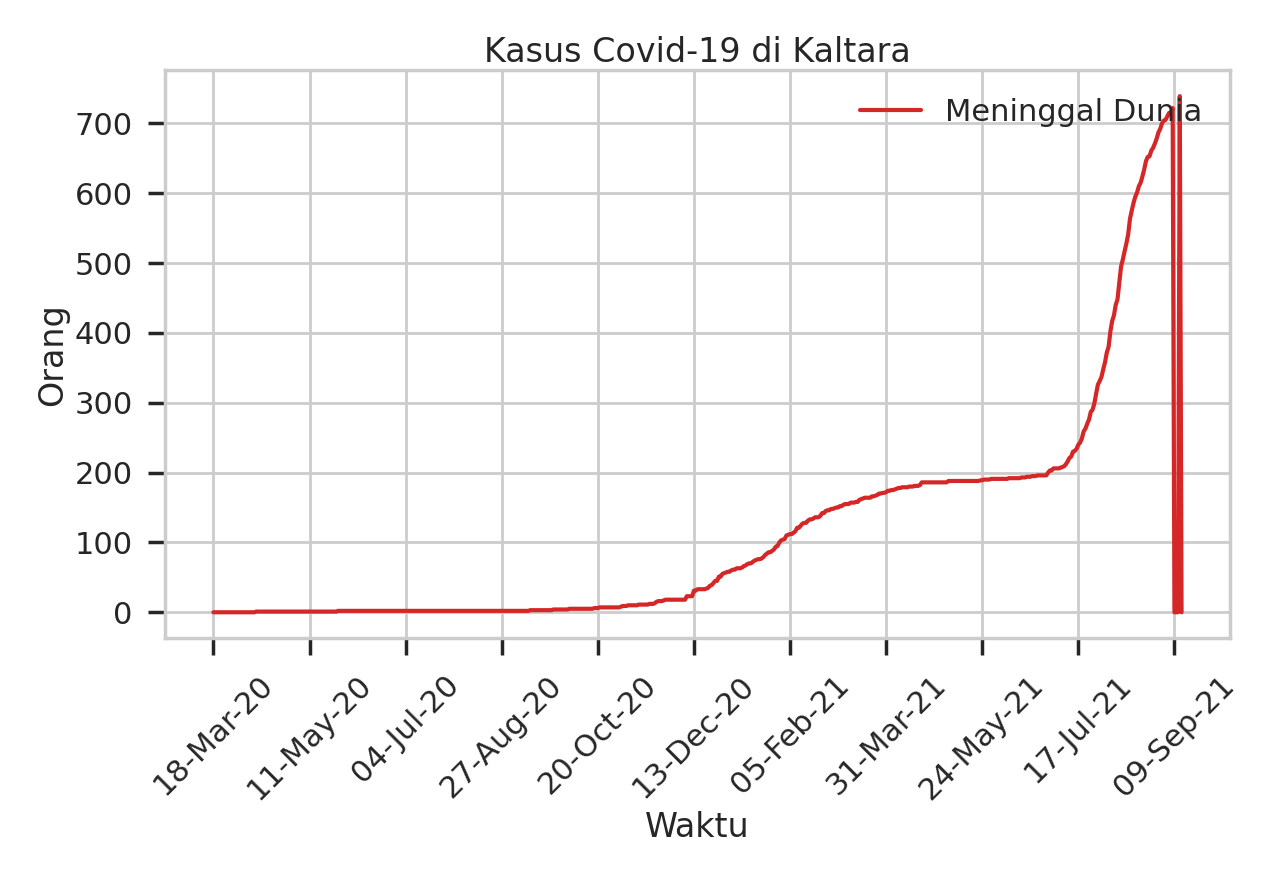 Kasus Covid-19 di Kaltara
Meninggal Dunia
700
600
500
400
300
200
100
0
Orang
18-Mar-20
11-May-20
04-Jul-20
27-Aug-20
20-Oct-20
13-Dec-20
05-Feb-21
31-Mar-21
24-May-21
17-Jul-21
09-Sep-21
Waktu